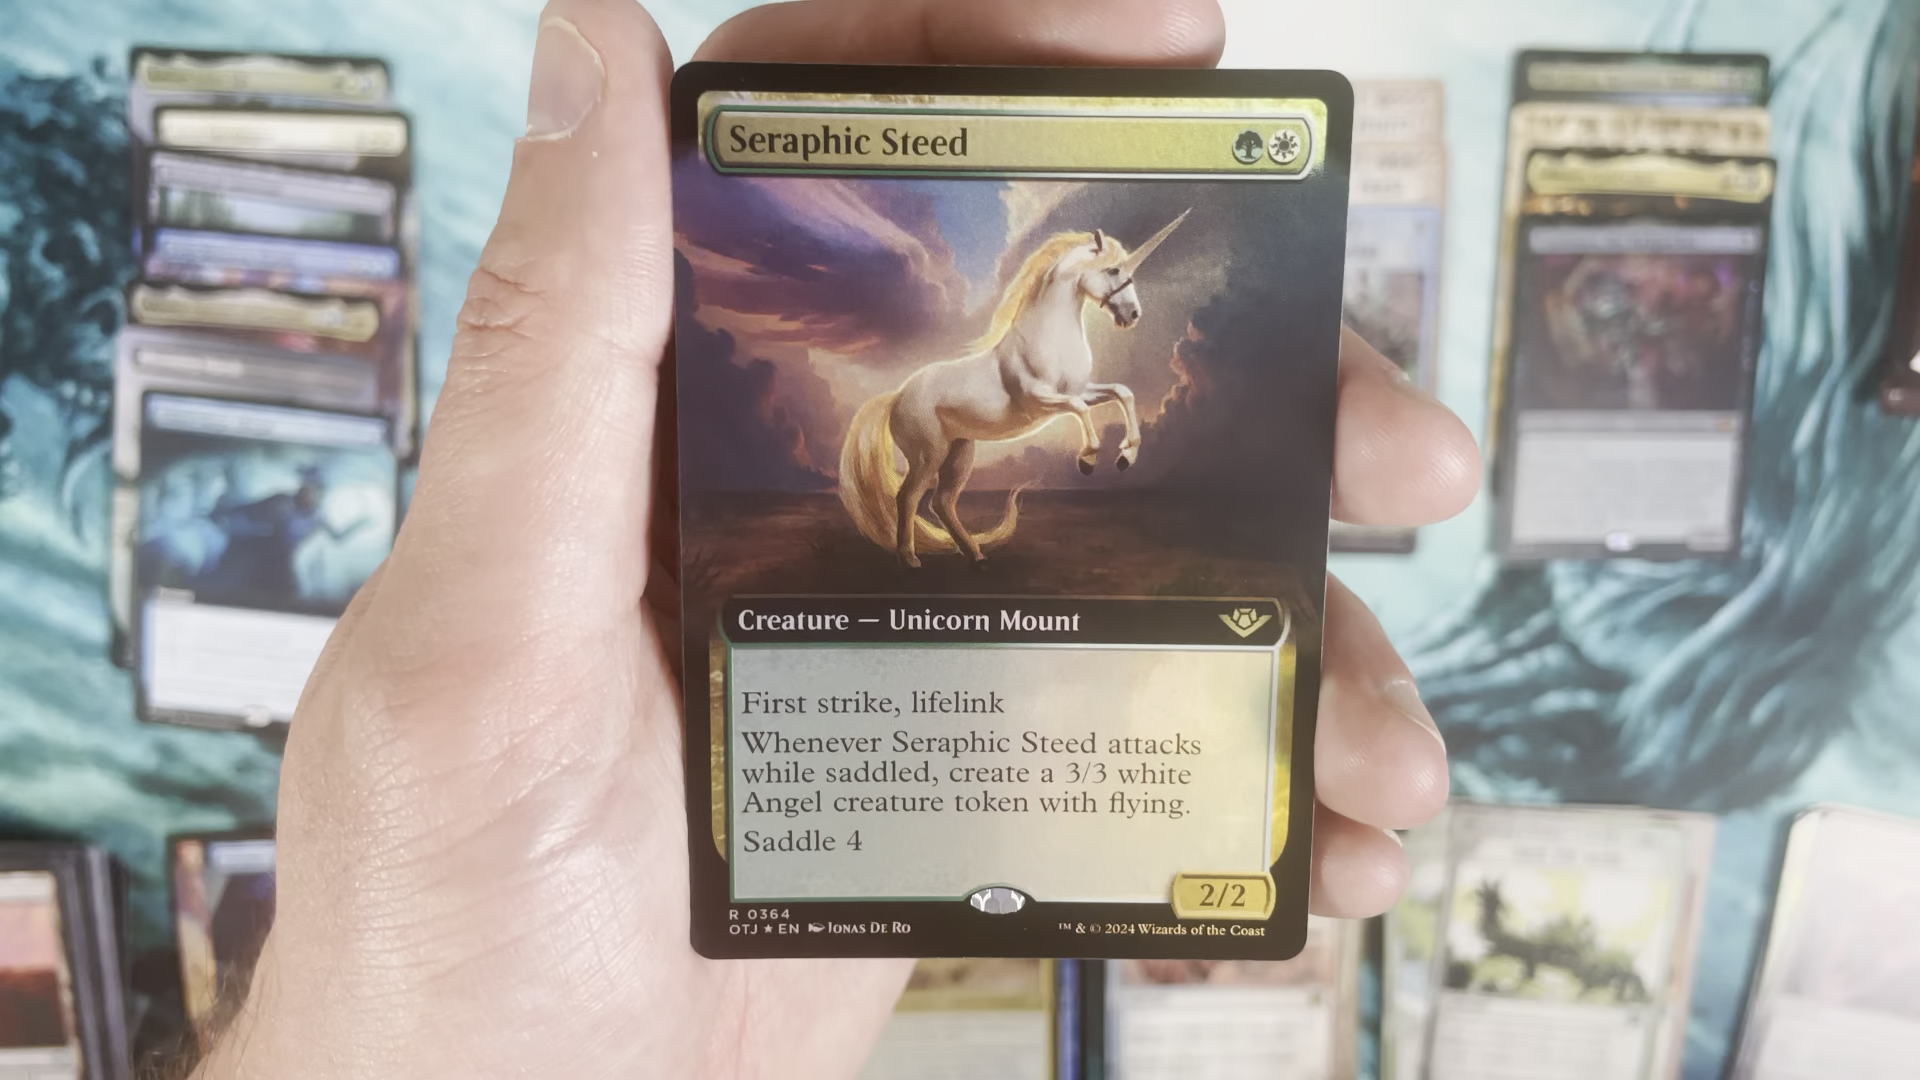 Seraphic Steed
Creature — Unicorn Mount
First strike, lifelink
Whenever Seraphic Steed attacks
while saddled, create a 3/3 white
Angel creature token with flying.
Saddle 4
2/2
R 0364
OTJ ★ EN Jonas De Ro
™ & © 2024 Wizards of the Coast